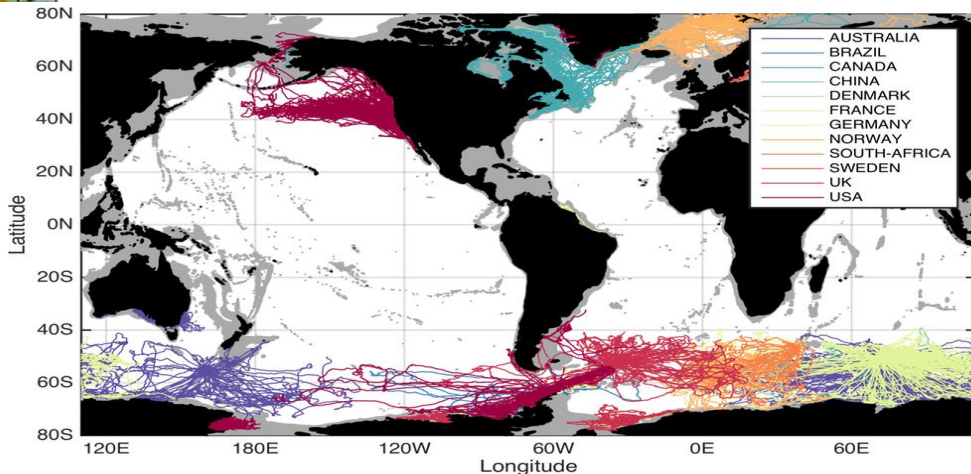 80N
60N
40N
20N
0N
20S
40S
60S
80S
Latitude
120E
180E
120W
60W
0E
60E
Longitude
AUSTRALIA
BRAZIL
CANADA
CHINA
DENMARK
FRANCE
GERMANY
NORWAY
SOUTH-AFRICA
SWEDEN
UK
USA